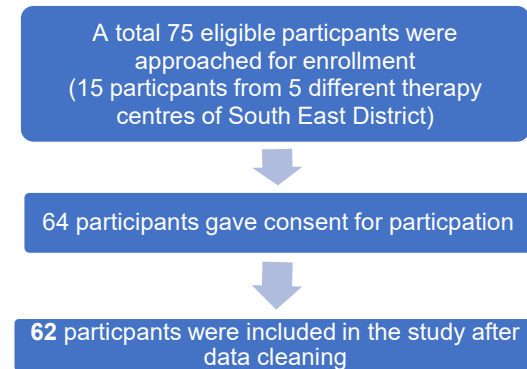 A total 75 eligible particpants were
approached for enrollment
(15 particpants from 5 different therapy
centres of South East District)
64 participants gave consent for particpation
62 particpants were included in the study after
data cleaning